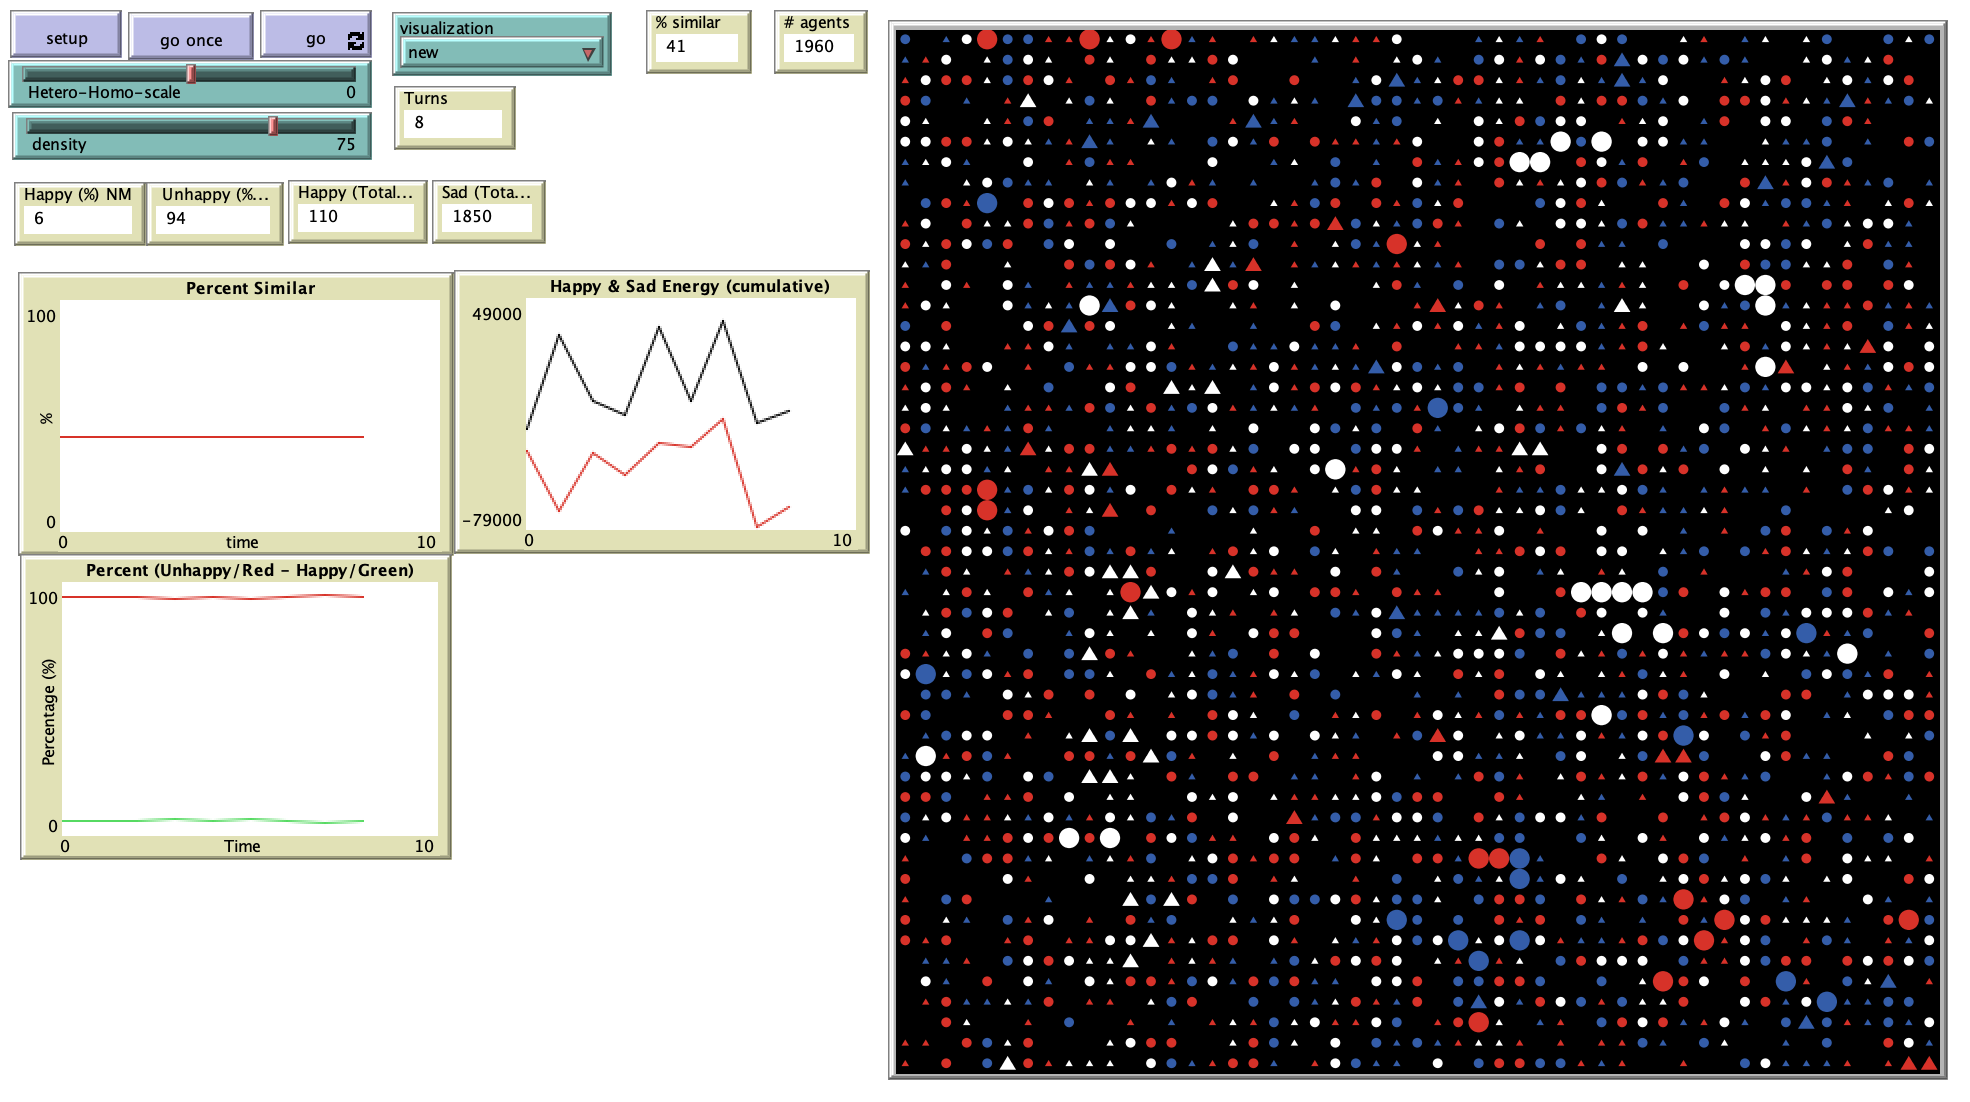 setup
go once
go
visualization
new
% similar
41
# agents
1960
Hetero-Homo-scale 0
density 75
Turns
8
Happy (%) NM
6
Unhappy (%...
94
Happy (Total...
110
Sad (Tota...
1850
Percent Similar
100
%
0
0 time 10
Happy & Sad Energy (cumulative)
49000
-79000
0 10
Percent (Unhappy/Red - Happy/Green)
100
Percentage (%)
0
0 Time 10